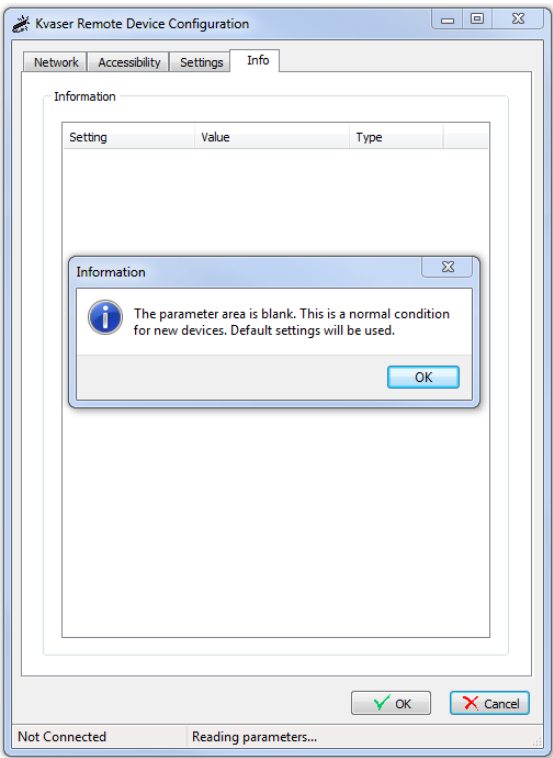 Kvaser Remote Device Configuration
Network Accessibility Settings Info
Information
Setting Value Type
Information
The parameter area is blank. This is a normal condition
for new devices. Default settings will be used.
OK
OK Cancel
Not Connected Reading parameters...